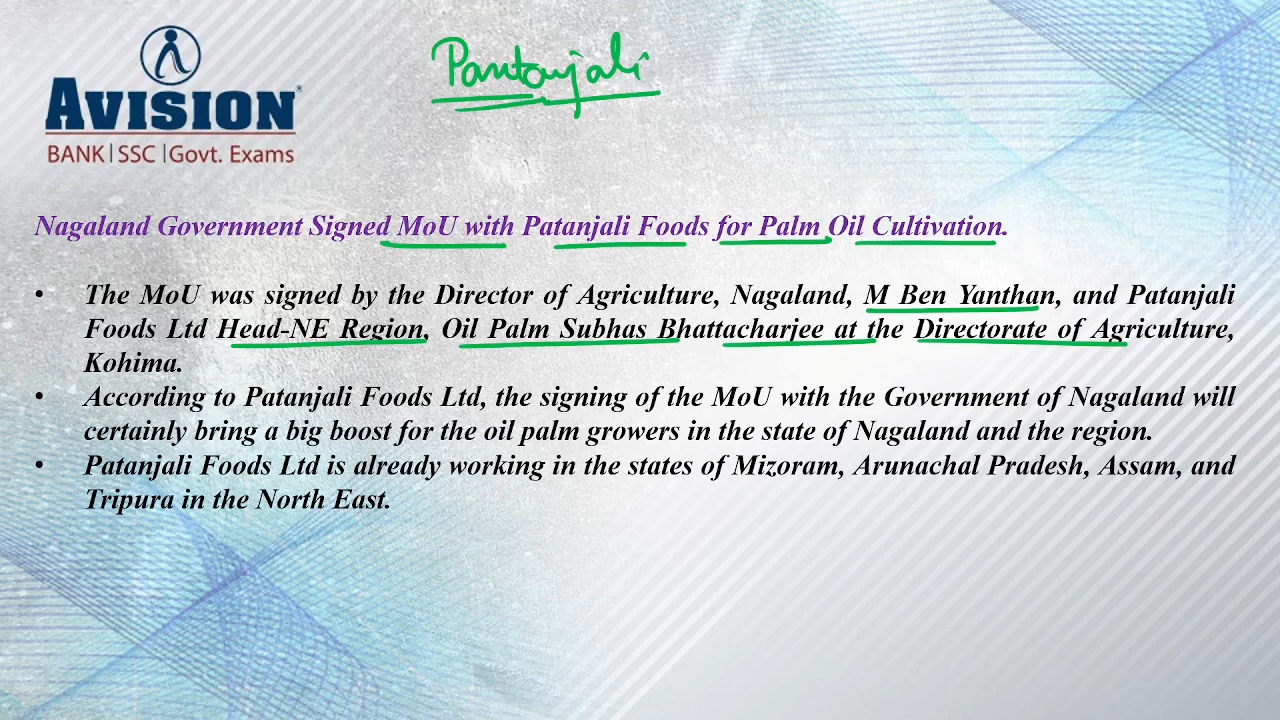 Pantanjali
AVISION
BANK | SSC | Govt. Exams
Nagaland Government Signed MoU with Patanjali Foods for Palm Oil Cultivation.
• The MoU was signed by the Director of Agriculture, Nagaland, M Ben Yanthan, and Patanjali
Foods Ltd Head-NE Region, Oil Palm Subhas Bhattacharjee at the Directorate of Agriculture,
Kohima.
• According to Patanjali Foods Ltd, the signing of the MoU with the Government of Nagaland will
certainly bring a big boost for the oil palm growers in the state of Nagaland and the region.
• Patanjali Foods Ltd is already working in the states of Mizoram, Arunachal Pradesh, Assam, and
Tripura in the North East.